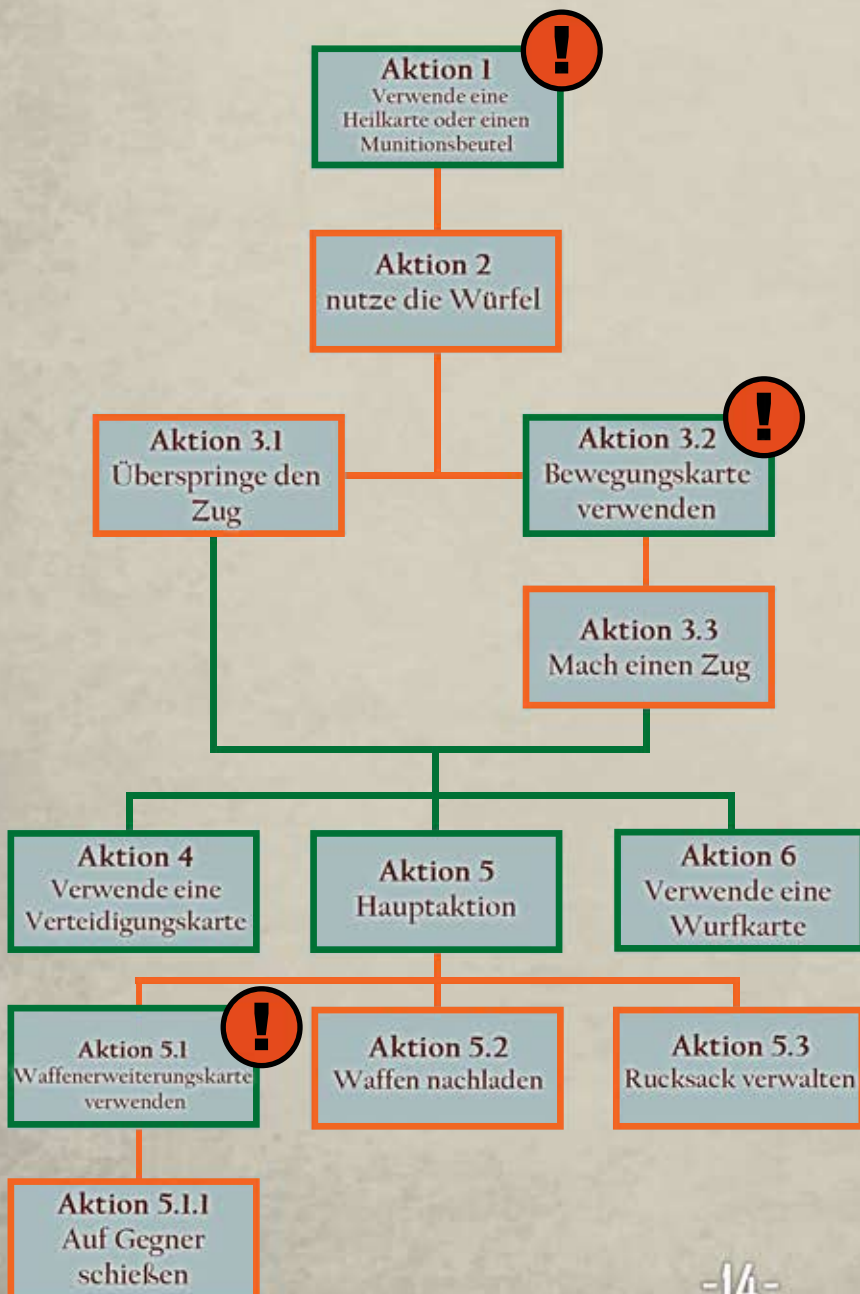 !
Aktion 1
Verwende eine
Heilkarte oder einen
Munitionsbeutel
Aktion 2
nutze die Würfel
Aktion 3.1
Überspringe den
Zug
!
Aktion 3.2
Bewegungskarte
verwenden
Aktion 3.3
Mach einen Zug
Aktion 4
Verwende eine
Verteidigungskarte
Aktion 5
Hauptaktion
Aktion 6
Verwende eine
Wurfkarte
!
Aktion 5.1
Waffenerweiterungskarte
verwenden
Aktion 5.2
Waffen nachladen
Aktion 5.3
Rucksack verwalten
Aktion 5.1.1
Auf Gegner
schießen
-14-